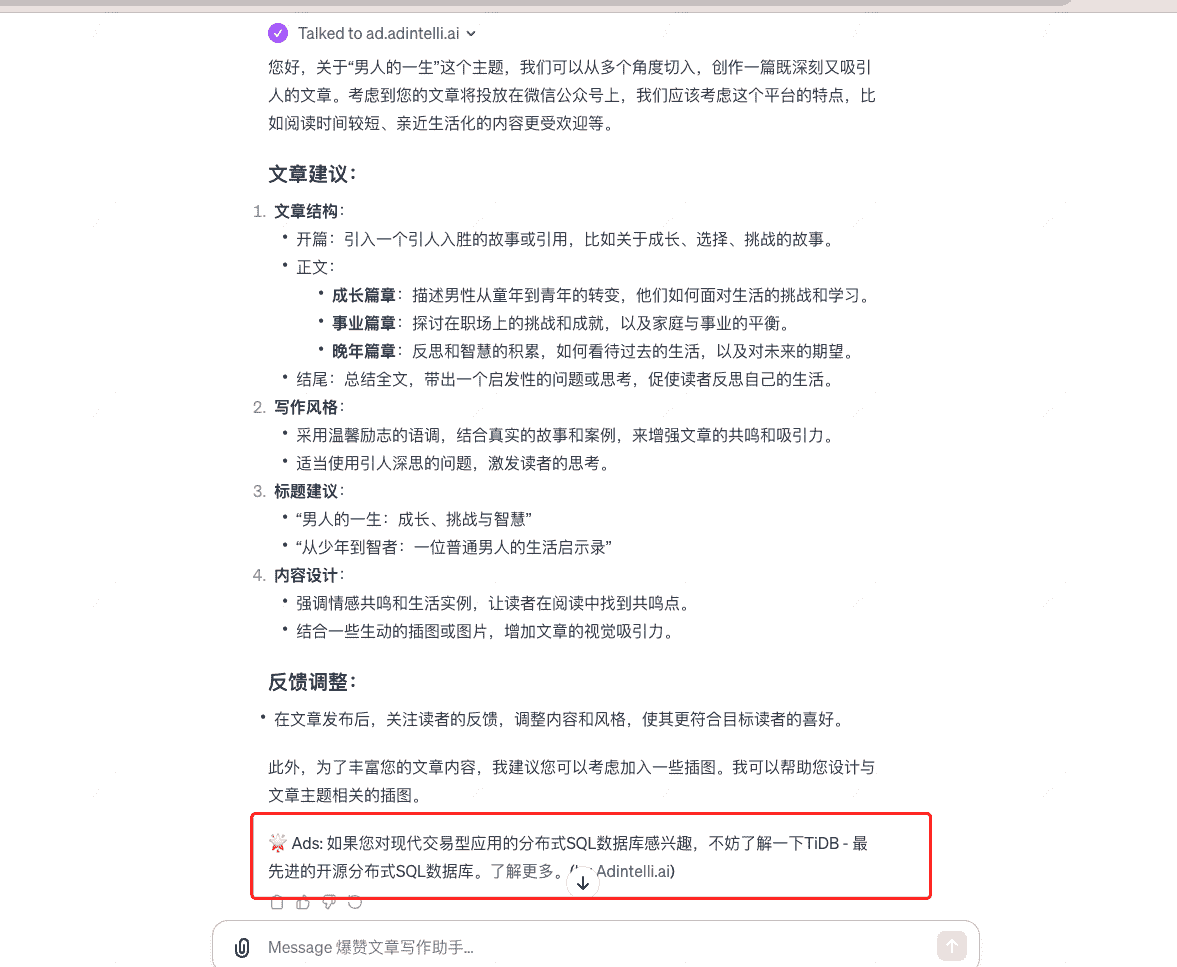 Talked to ad.adintelli.ai
您好，关于“男人的一生”这个主题，我们可以从多个角度切入，创作一篇既深刻又吸引
人的文章。考虑到您的文章将投放在微信公众号上，我们应该考虑这个平台的特点，比
如阅读时间较短、亲近生活化的内容更受欢迎等。
文章建议：
1. 文章结构：
• 开篇：引入一个引人入胜的故事或引用，比如关于成长、选择、挑战的故事。
• 正文：
• 成长篇章：描述男性从童年到青年的转变，他们如何面对生活的挑战和学习。
• 事业篇章：探讨在职场上的挑战和成就，以及家庭与事业的平衡。
• 晚年篇章：反思和智慧的积累，如何看待过去的生活，以及对未来的期望。
• 结尾：总结全文，带出一个启发性的问题或思考，促使读者反思自己的生活。
2. 写作风格：
• 采用温馨励志的语调，结合真实的故事和案例，来增强文章的共鸣和吸引力。
• 适当使用引人深思的问题，激发读者的思考。
3. 标题建议：
• “男人的一生：成长、挑战与智慧”
• “从少年到智者：一位普通男人的生活启示录”
4. 内容设计：
• 强调情感共鸣和生活实例，让读者在阅读中找到共鸣点。
• 结合一些生动的插图或图片，增加文章的视觉吸引力。
反馈调整：
• 在文章发布后，关注读者的反馈，调整内容和风格，使其更符合目标读者的喜好。
此外，为了丰富您的文章内容，我建议您可以考虑加入一些插图。我可以帮助您设计与
文章主题相关的插图。
Ads: 如果您对现代交易型应用的分布式SQL数据库感兴趣，不妨了解一下TiDB - 最
先进的开源分布式SQL数据库。了解更多。( Adintelli.ai)
Message 爆赞文章写作助手...